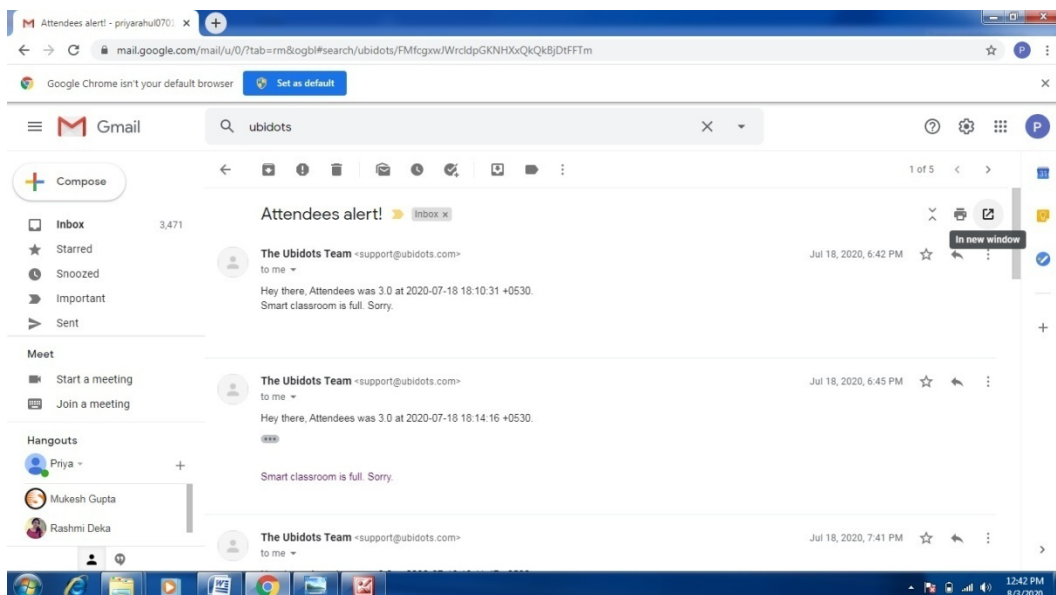 Attendees alert! - priyarahul070
mail.google.com/mail/u/0/?tab=rm&ogbl#search/ubidots/FMfcgxwJWrcldpGKNHXxQkQkBjDtFFTm
P
Google Chrome isn't your default browser
Set as default
Gmail
ubidots
P
Compose
1 of 5
31
Inbox 3,471
Starred
Snoozed
Important
Sent
Meet
Start a meeting
Join a meeting
Hangouts
Priya
Mukesh Gupta
Rashmi Deka
Attendees alert! Inbox x
In new window
The Ubidots Team <support@ubidots.com> Jul 18, 2020, 6:42 PM
to me
Hey there, Attendees was 3.0 at 2020-07-18 18:10:31 +0530.
Smart classroom is full. Sorry.
The Ubidots Team <support@ubidots.com> Jul 18, 2020, 6:45 PM
to me
Hey there, Attendees was 3.0 at 2020-07-18 18:14:16 +0530.
Smart classroom is full. Sorry.
The Ubidots Team <support@ubidots.com> Jul 18, 2020, 7:41 PM
to me
12:42 PM
8/3/2020